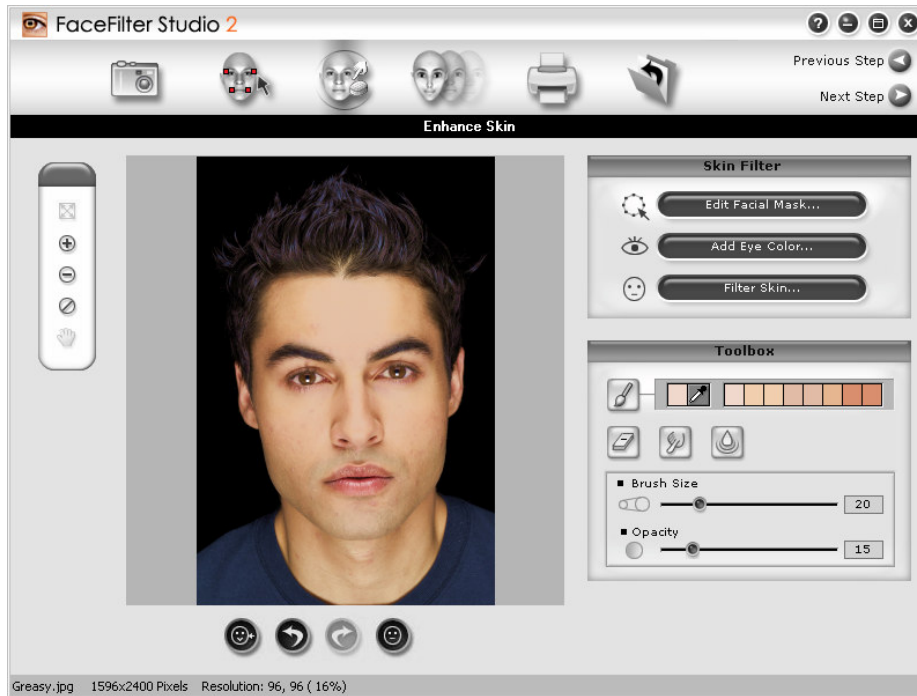 FaceFilter Studio 2
Previous Step
Next Step
Enhance Skin
Skin Filter
Edit Facial Mask...
Add Eye Color...
Filter Skin...
Toolbox
Brush Size
20
Opacity
15
Greasy.jpg 1596x2400 Pixels Resolution: 96, 96 ( 16%)